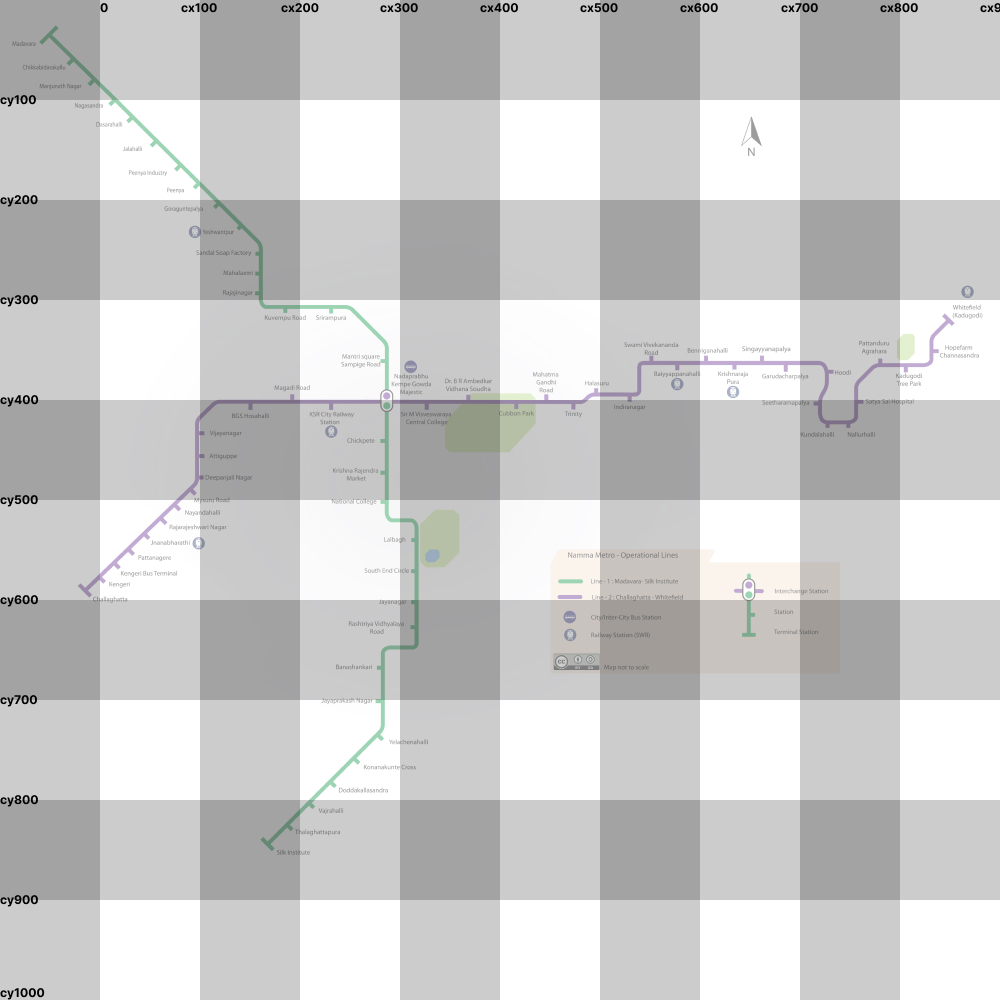 0 cx100 cx200 cx300 cx400 cx500 cx600 cx700 cx800 cx9
cy100
cy200
cy300
cy400
cy500
cy600
cy700
cy800
cy900
cy1000
N
Madavara
Chikkabidarakallu
Manjunath Nagar
Nagasandra
Dasarahalli
Jalahalli
Peenya Industry
Peenya
Goraguntepalya
Yeshwantpur
Sandal Soap Factory
Mahalaxmi
Rajajinagar
Kuvempu Road
Srirampura
Mantri square
Sampige Road
Nadaprabhu
Kempe Gowda
Majestic
Chickpete
Krishna Rajendra
Market
National College
Lalbagh
South End Circle
Jayanagar
Rashtriya Vidhyalaya
Road
Banashankari
Jayaprakash Nagar
Yelachenahalli
Konanakunte Cross
Doddakallasandra
Vajrahalli
Thalaghattapura
Silk Institute
Whitefield
(Kadugodi)
Hopefarm
Channasandra
Kadugodi
Tree Park
Pattanduru
Agrahara
Satya Sai Hospital
Nallurhalli
Kundalahalli
Seetharamapalya
Hoodi
Garudacharpalya
Singayyanapalya
Krishnaraja
Pura
Benniganahalli
Baiyyappanahalli
Swami Vivekananda
Road
Indiranagar
Halasuru
Trinity
Mahatma
Gandhi
Road
Cubbon Park
Dr. B R Ambedkar
Vidhana Soudha
Sir M Visveswaraya
Central College
KSR City Railway
Station
Magadi Road
BGS Hosahalli
Vijayanagar
Attiguppe
Deepanjali Nagar
Mysuru Road
Nayandahalli
Rajarajeshwari Nagar
Jnanabharathi
Pattanagere
Kengeri Bus Terminal
Kengeri
Challaghatta
Namma Metro - Operational Lines
Line - 1 : Madavara- Silk Institute
Line - 2 : Challaghatta - Whitefield
City/Inter-City Bus Station
Railway Station (SWR)
Interchange Station
Station
Terminal Station
cc
Map not to scale